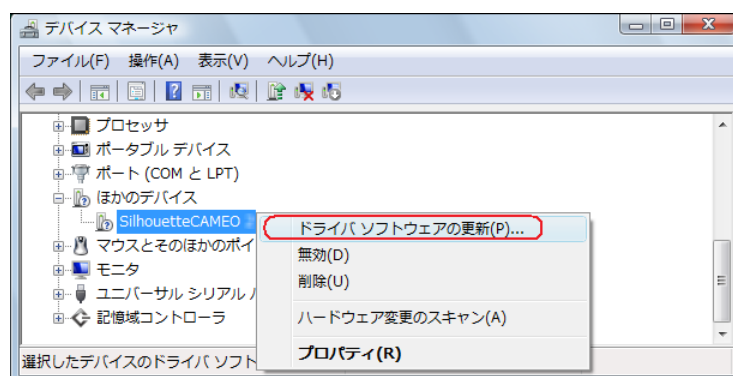 デバイス マネージャ
ファイル(F) 操作(A) 表示(V) ヘルプ(H)
プロセッサ
ポータブル デバイス
ポート (COM と LPT)
ほかのデバイス
SilhouetteCAMEO
ドライバ ソフトウェアの更新(P)...
マウスとそのほかのポイ
無効(D)
モニタ
削除(U)
ユニバーサル シリアル
記憶域コントローラ
ハードウェア変更のスキャン(A)
プロパティ(R)
選択したデバイスのドライバ ソフト